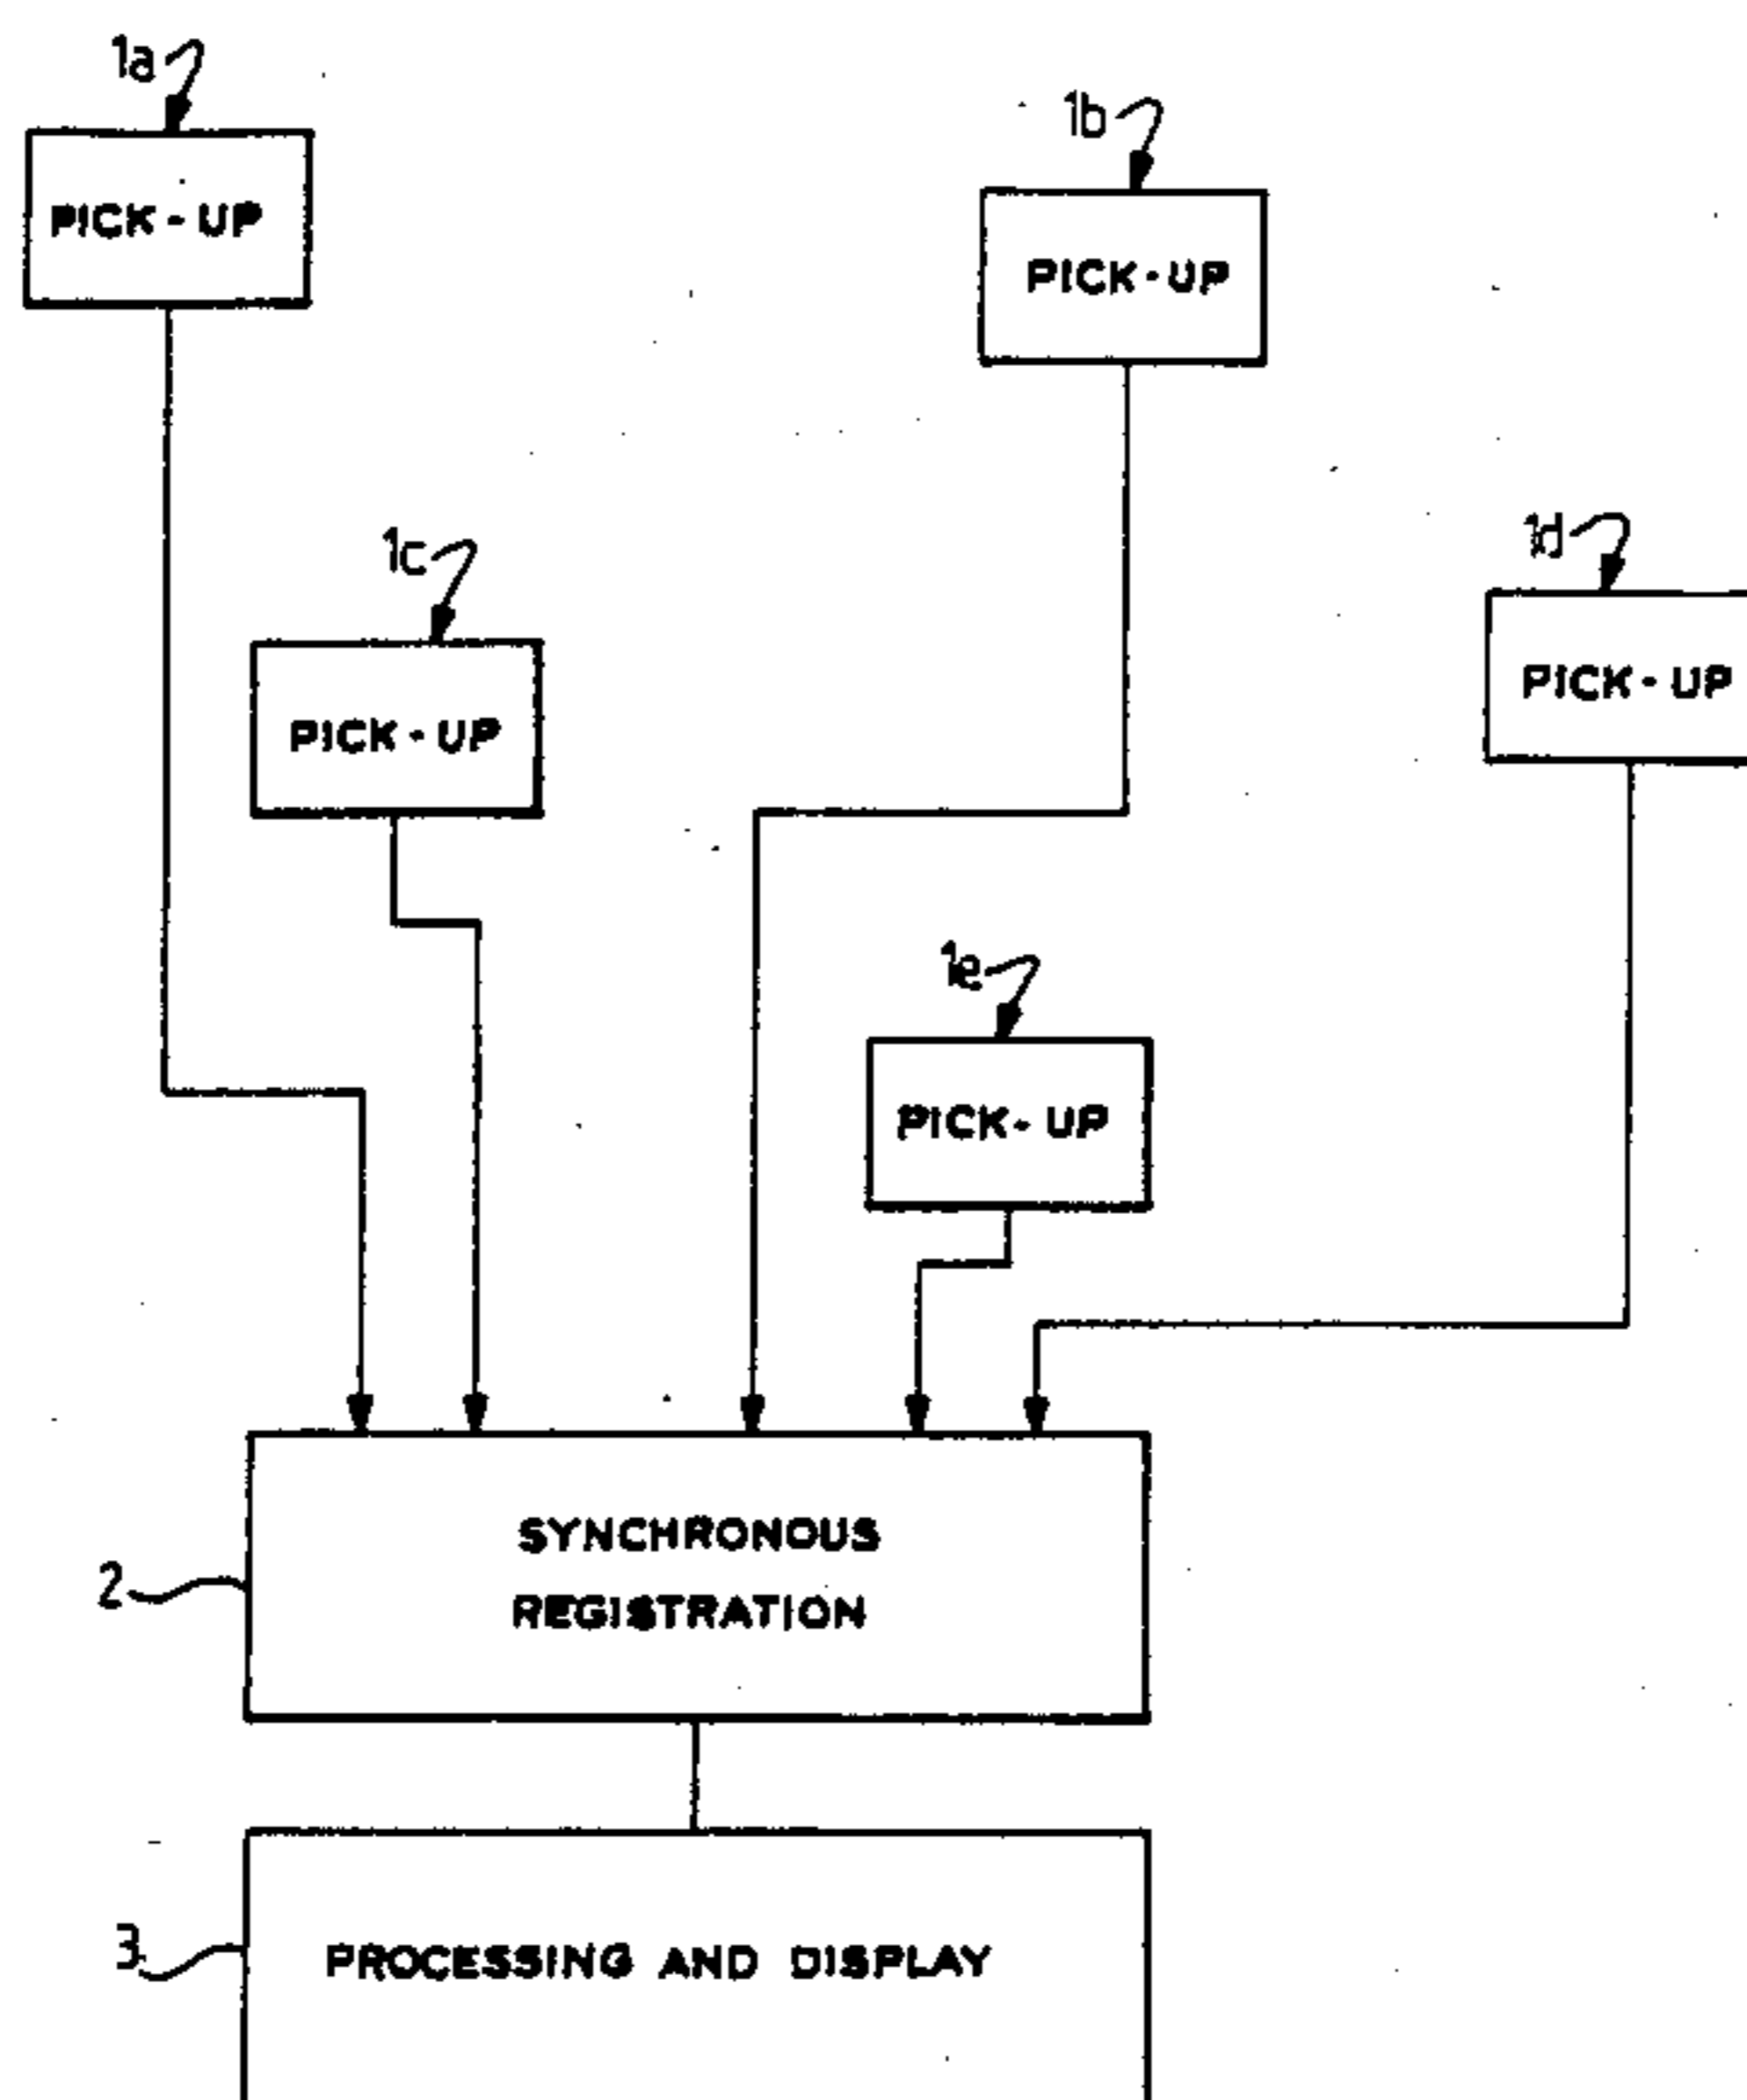 1a
PICK-UP
1b
PICK-UP
1c
PICK-UP
1d
PICK-UP
1e
PICK-UP
2
SYNCHRONOUS
REGISTRATION
3
PROCESSING AND DISPLAY